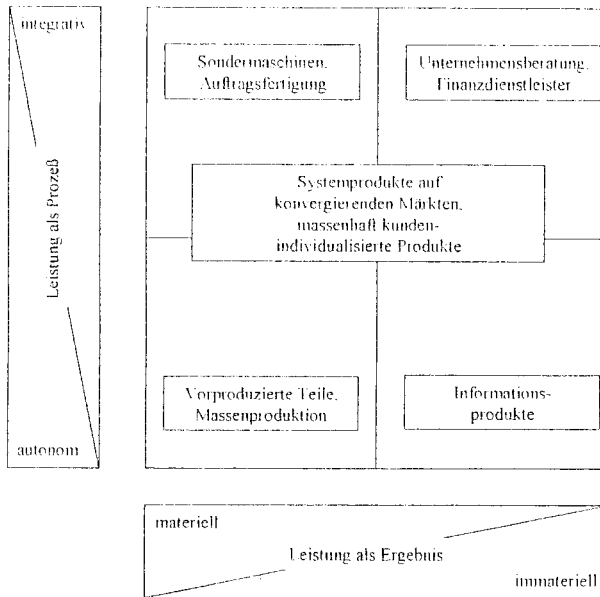 integrativ
Leistung als Prozeß
autonom
Sondermaschinen,
Auftragsfertigung
Unternehmensberatung,
Finanzdienstleister
Systemprodukte auf
konvergierenden Märkten,
massenhaft kunden-
individualisierte Produkte
Vorproduzierte Teile,
Massenproduktion
Informations-
produkte
materiell
Leistung als Ergebnis
immateriell